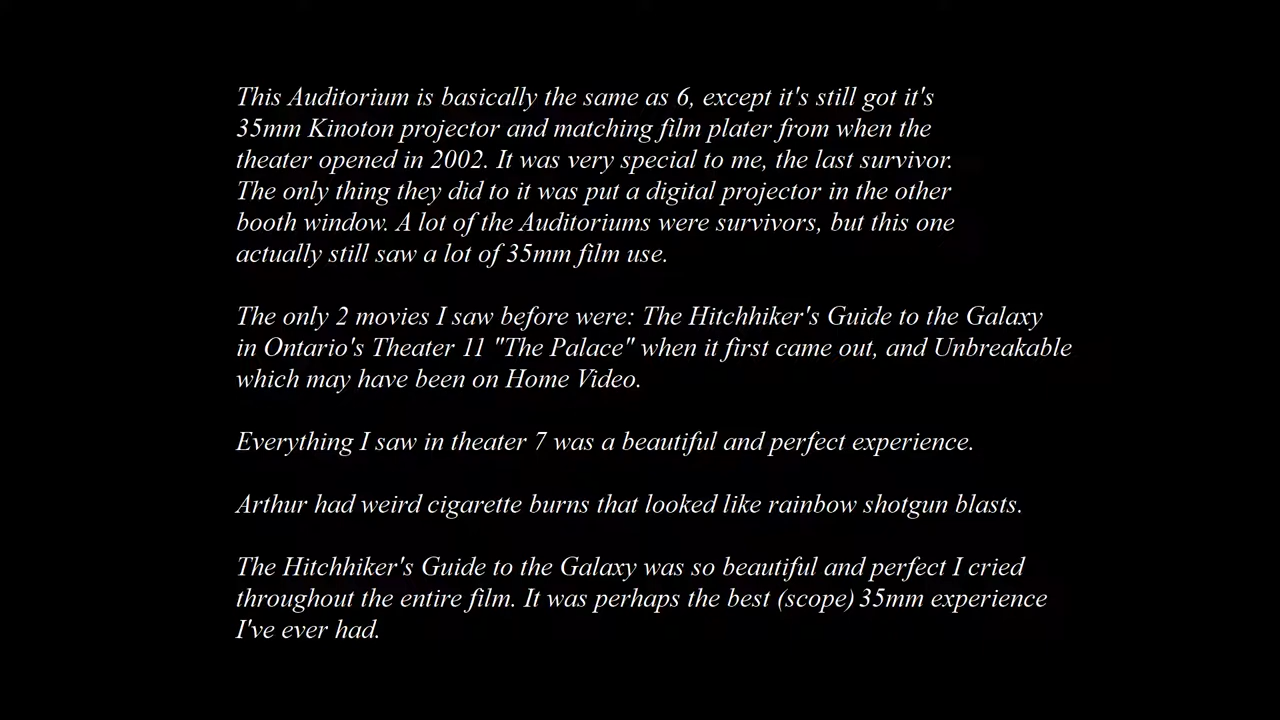 This Auditorium is basically the same as 6, except it's still got it's
35mm Kinoton projector and matching film plater from when the
theater opened in 2002. It was very special to me, the last survivor.
The only thing they did to it was put a digital projector in the other
booth window. A lot of the Auditoriums were survivors, but this one
actually still saw a lot of 35mm film use.
The only 2 movies I saw before were: The Hitchhiker's Guide to the Galaxy
in Ontario's Theater 11 "The Palace" when it first came out, and Unbreakable
which may have been on Home Video.
Everything I saw in theater 7 was a beautiful and perfect experience.
Arthur had weird cigarette burns that looked like rainbow shotgun blasts.
The Hitchhiker's Guide to the Galaxy was so beautiful and perfect I cried
throughout the entire film. It was perhaps the best (scope) 35mm experience
I've ever had.